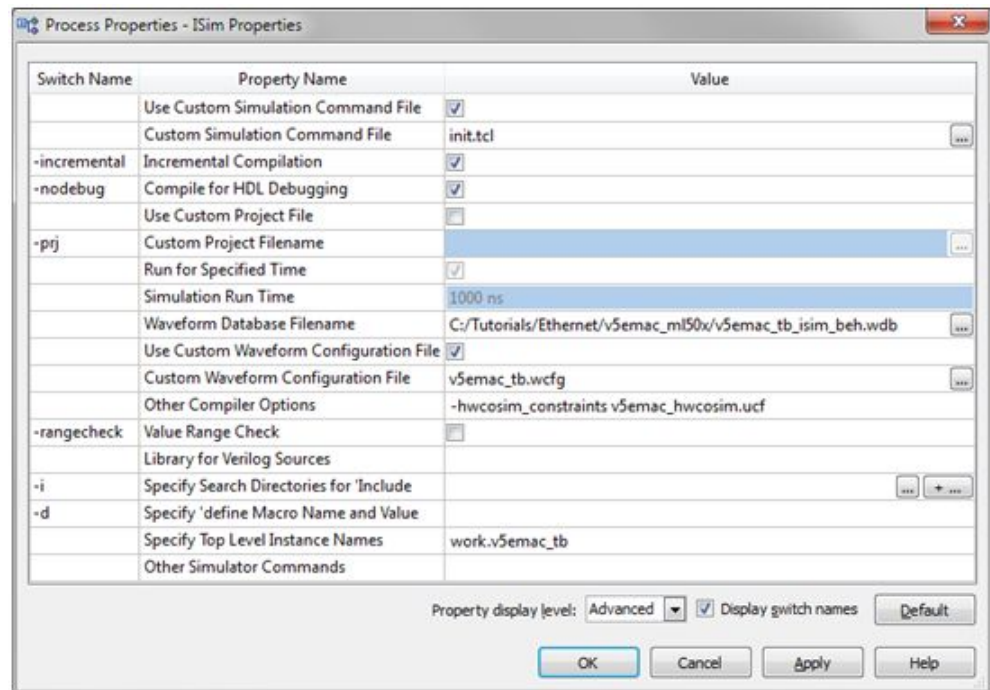 Process Properties - ISim Properties
Switch Name Property Name Value
Use Custom Simulation Command File
Custom Simulation Command File init.tcl ...
-incremental Incremental Compilation
-nodebug Compile for HDL Debugging
Use Custom Project File
-prj Custom Project Filename ...
Run for Specified Time
Simulation Run Time 1000 ns
Waveform Database Filename C:/Tutorials/Ethernet/v5emac_ml50x/v5emac_tb_isim_beh.wdb ...
Use Custom Waveform Configuration File
Custom Waveform Configuration File v5emac_tb.wcfg ...
Other Compiler Options -hwcosim_constraints v5emac_hwcosim.ucf
-rangecheck Value Range Check
Library for Verilog Sources
-i Specify Search Directories for 'Include ... + ...
-d Specify 'define Macro Name and Value
Specify Top Level Instance Names work.v5emac_tb
Other Simulator Commands
Property display level: Advanced Display switch names Default
OK Cancel Apply Help